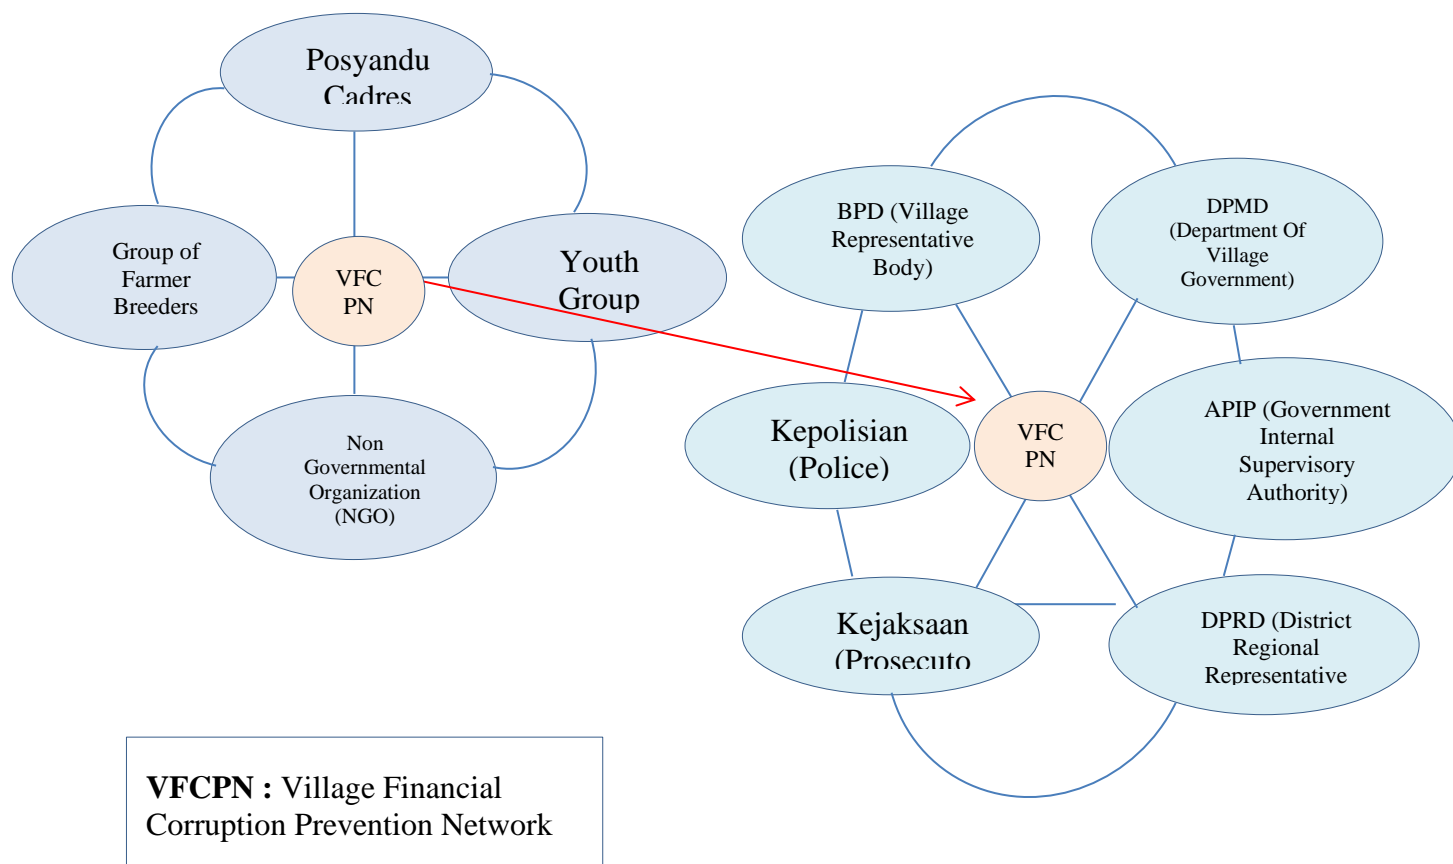 Posyandu
Cadres
Group of
Farmer
Breeders
VFC
PN
Youth
Group
Non
Governmental
Organization
(NGO)
BPD (Village
Representative
Body)
DPMD
(Department Of
Village
Government)
Kepolisian
(Police)
VFC
PN
APIP (Government
Internal
Supervisory
Authority)
Kejaksaan
(Prosecuto
DPRD (District
Regional
Representative
VFCPN : Village Financial
Corruption Prevention Network